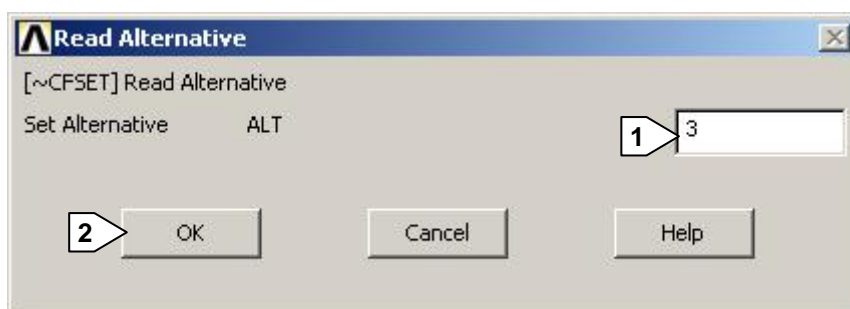 Read Alternative
[~CFSET] Read Alternative
Set Alternative ALT 1 3
2 OK Cancel Help